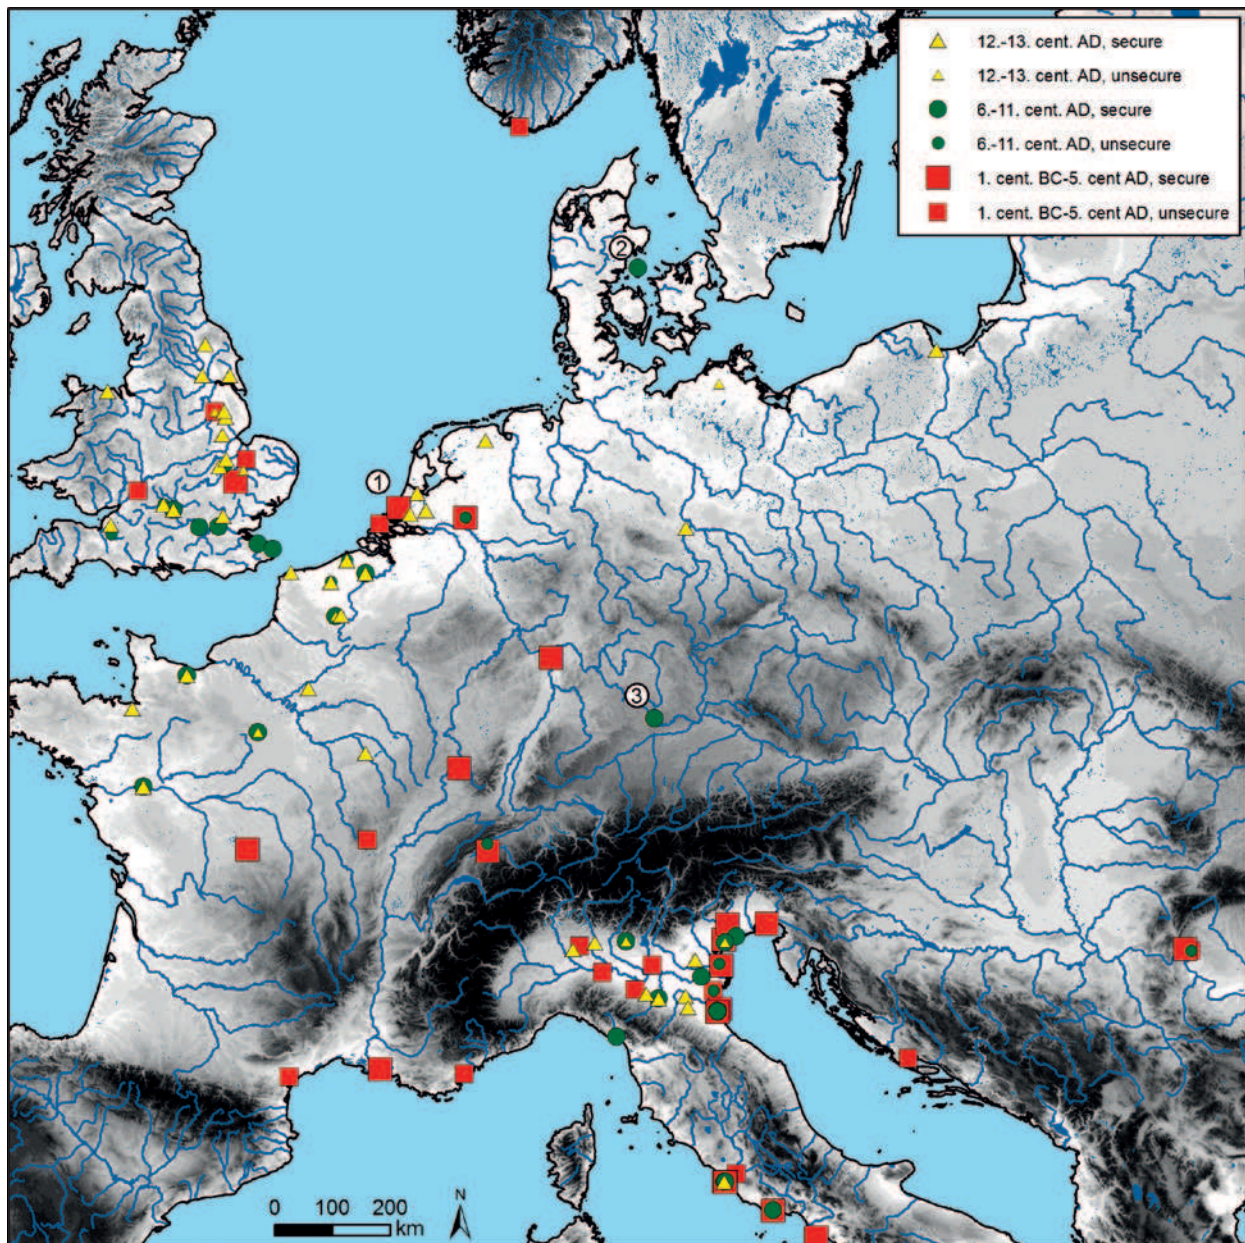 12.-13. cent. AD, secure
12.-13. cent. AD, unsecure
6.-11. cent. AD, secure
6.-11. cent. AD, unsecure
1. cent. BC-5. cent AD, secure
1. cent. BC-5. cent AD, unsecure
2
1
3
0 100 200
km
N